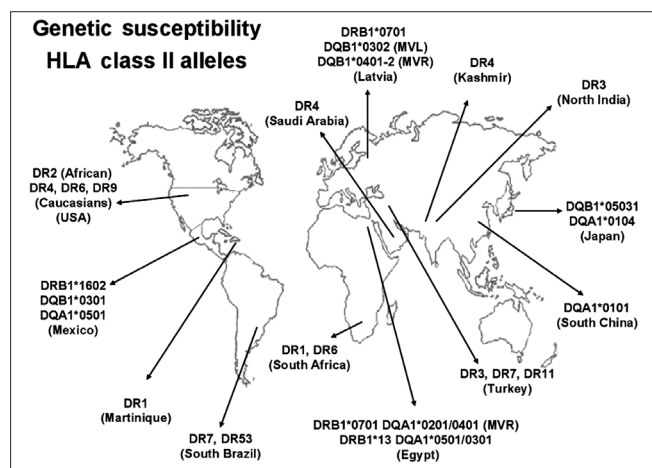 Genetic susceptibility
HLA class II alleles
DRB1*0701
DQB1*0302 (MVL)
DQB1*0401-2 (MVR)
(Latvia)
DR4
(Kashmir)
DR3
(North India)
DR4
(Saudi Arabia)
DR2 (African)
DR4, DR6, DR9
(Caucasians)
(USA)
DQB1*05031
DQA1*0104
(Japan)
DRB1*1602
DQB1*0301
DQA1*0501
(Mexico)
DQA1*0101
(South China)
DR1, DR6
(South Africa)
DR3, DR7, DR11
(Turkey)
DR1
(Martinique)
DR7, DR53
(South Brazil)
DRB1*0701 DQA1*0201/0401 (MVR)
DRB1*13 DQA1*0501/0301
(Egypt)